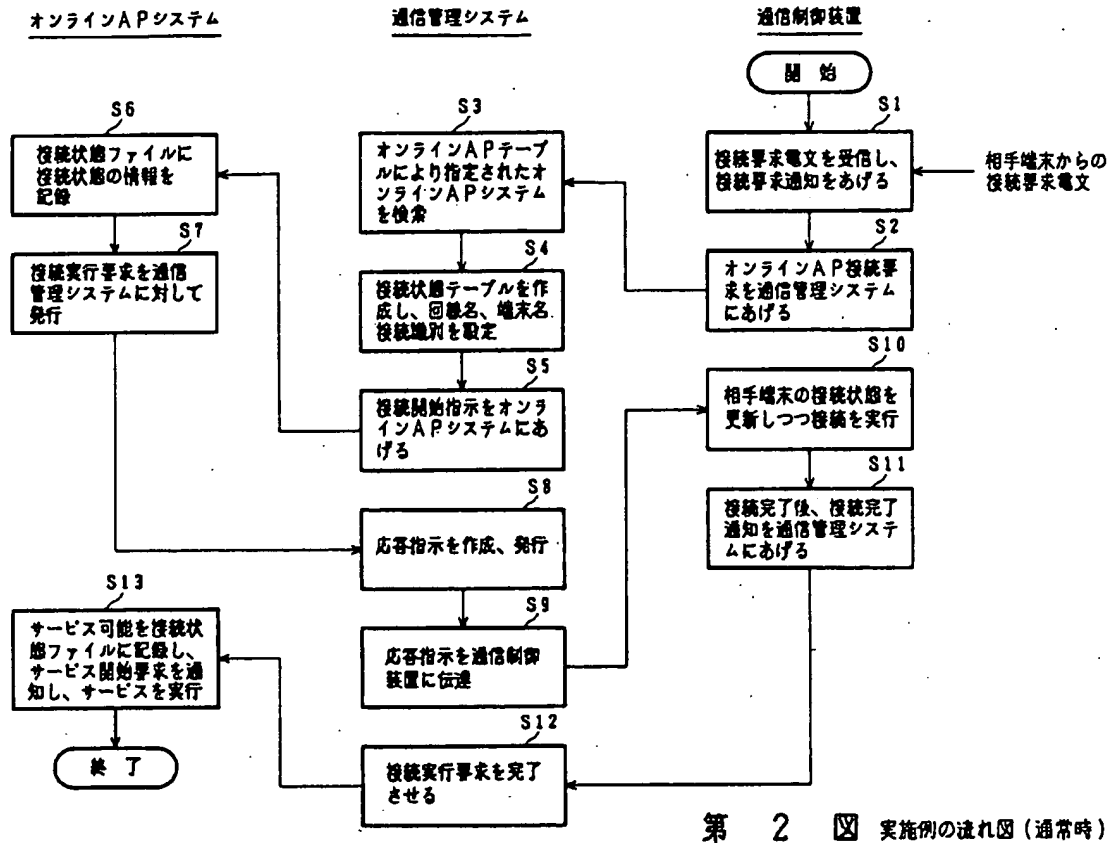 オンラインAPシステム
通信管理システム
通信制御装置
開 始
S1
接続要求電文を受信し、
接続要求通知をあげる
相手端末からの
接続要求電文
S2
オンラインAP接続要
求を通信管理システム
にあげる
S3
オンラインAPテーブ
ルにより指定されたオ
ンラインAPシステム
を検索
S4
接続状態テーブルを作
成し、回線名、端末名
接続識別を設定
S5
接続開始指示をオンラ
インAPシステムにあ
げる
S6
接続状態ファイルに
接続状態の情報を
記録
S7
接続実行要求を通信
管理システムに対して
発行
S8
応答指示を作成、発行
S9
応答指示を通信制御
装置に伝達
S10
相手端末の接続状態を
更新しつつ接続を実行
S11
接続完了後、接続完了
通知を通信管理システ
ムにあげる
S12
接続実行要求を完了
させる
S13
サービス可能を接続状
態ファイルに記録し、
サービス開始要求を通
知し、サービスを実行
終 了
第 2 図 実施例の流れ図(通常時)